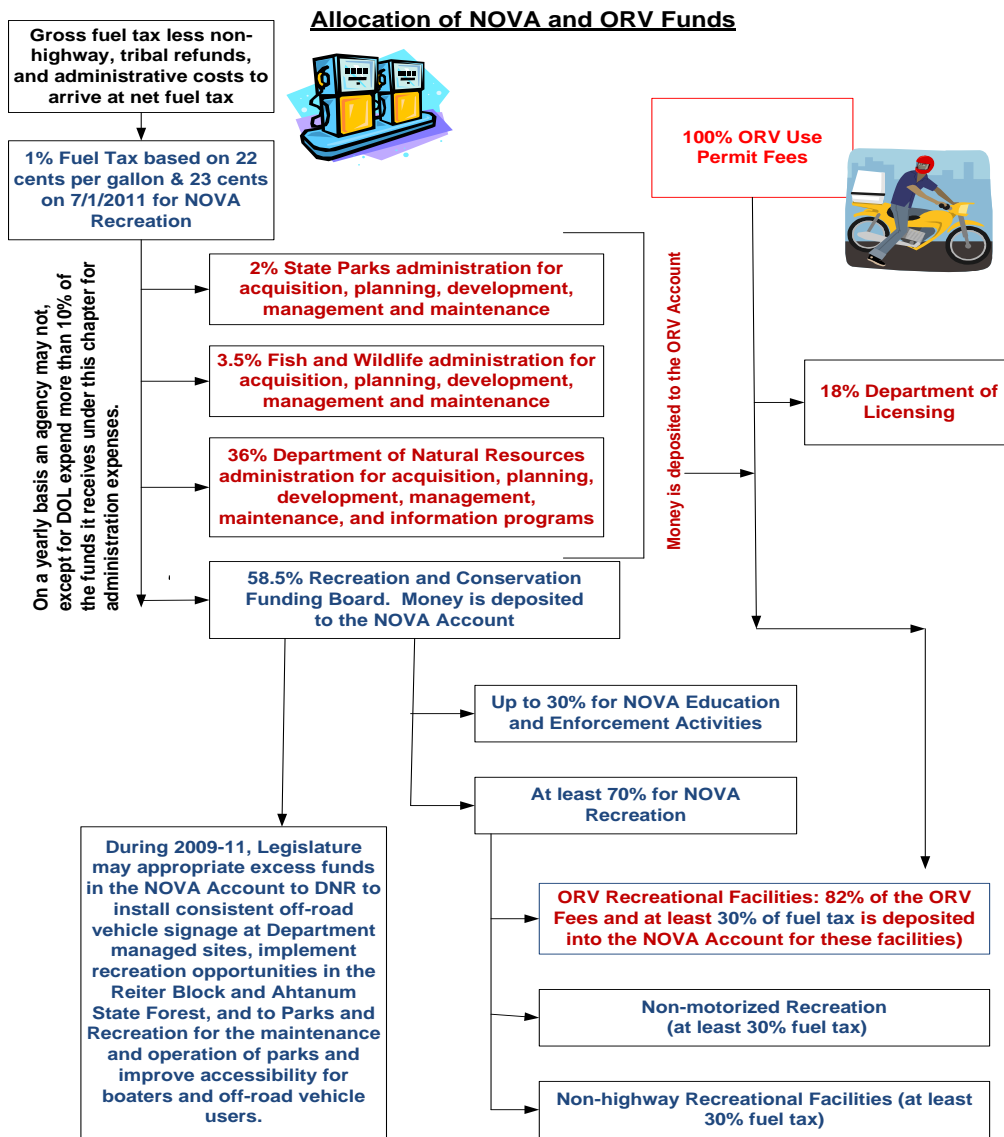 Allocation of NOVA and ORV Funds
Gross fuel tax less non-
highway, tribal refunds,
and administrative costs to
arrive at net fuel tax
1% Fuel Tax based on 22
cents per gallon & 23 cents
on 7/1/2011 for NOVA
Recreation
100% ORV Use
Permit Fees
On a yearly basis an agency may not,
except for DOL expend more than 10% of
the funds it receives under this chapter for
administration expenses.
2% State Parks administration for
acquisition, planning, development,
management and maintenance
3.5% Fish and Wildlife administration for
acquisition, planning, development,
management and maintenance
36% Department of Natural Resources
administration for acquisition, planning,
development, management,
maintenance, and information programs
Money is deposited to the ORV Account
18% Department of
Licensing
58.5% Recreation and Conservation
Funding Board.  Money is deposited
to the NOVA Account
Up to 30% for NOVA Education
and Enforcement Activities
At least 70% for NOVA
Recreation
During 2009-11, Legislature
may appropriate excess funds
in the NOVA Account to DNR to
install consistent off-road
vehicle signage at Department
managed sites, implement
recreation opportunities in the
Reiter Block and Ahtanum
State Forest, and to Parks and
Recreation for the maintenance
and operation of parks and
improve accessibility for
boaters and off-road vehicle
users.
ORV Recreational Facilities: 82% of the ORV
Fees and at least 30% of fuel tax is deposited
into the NOVA Account for these facilities)
Non-motorized Recreation
(at least 30% fuel tax)
Non-highway Recreational Facilities (at least
30% fuel tax)